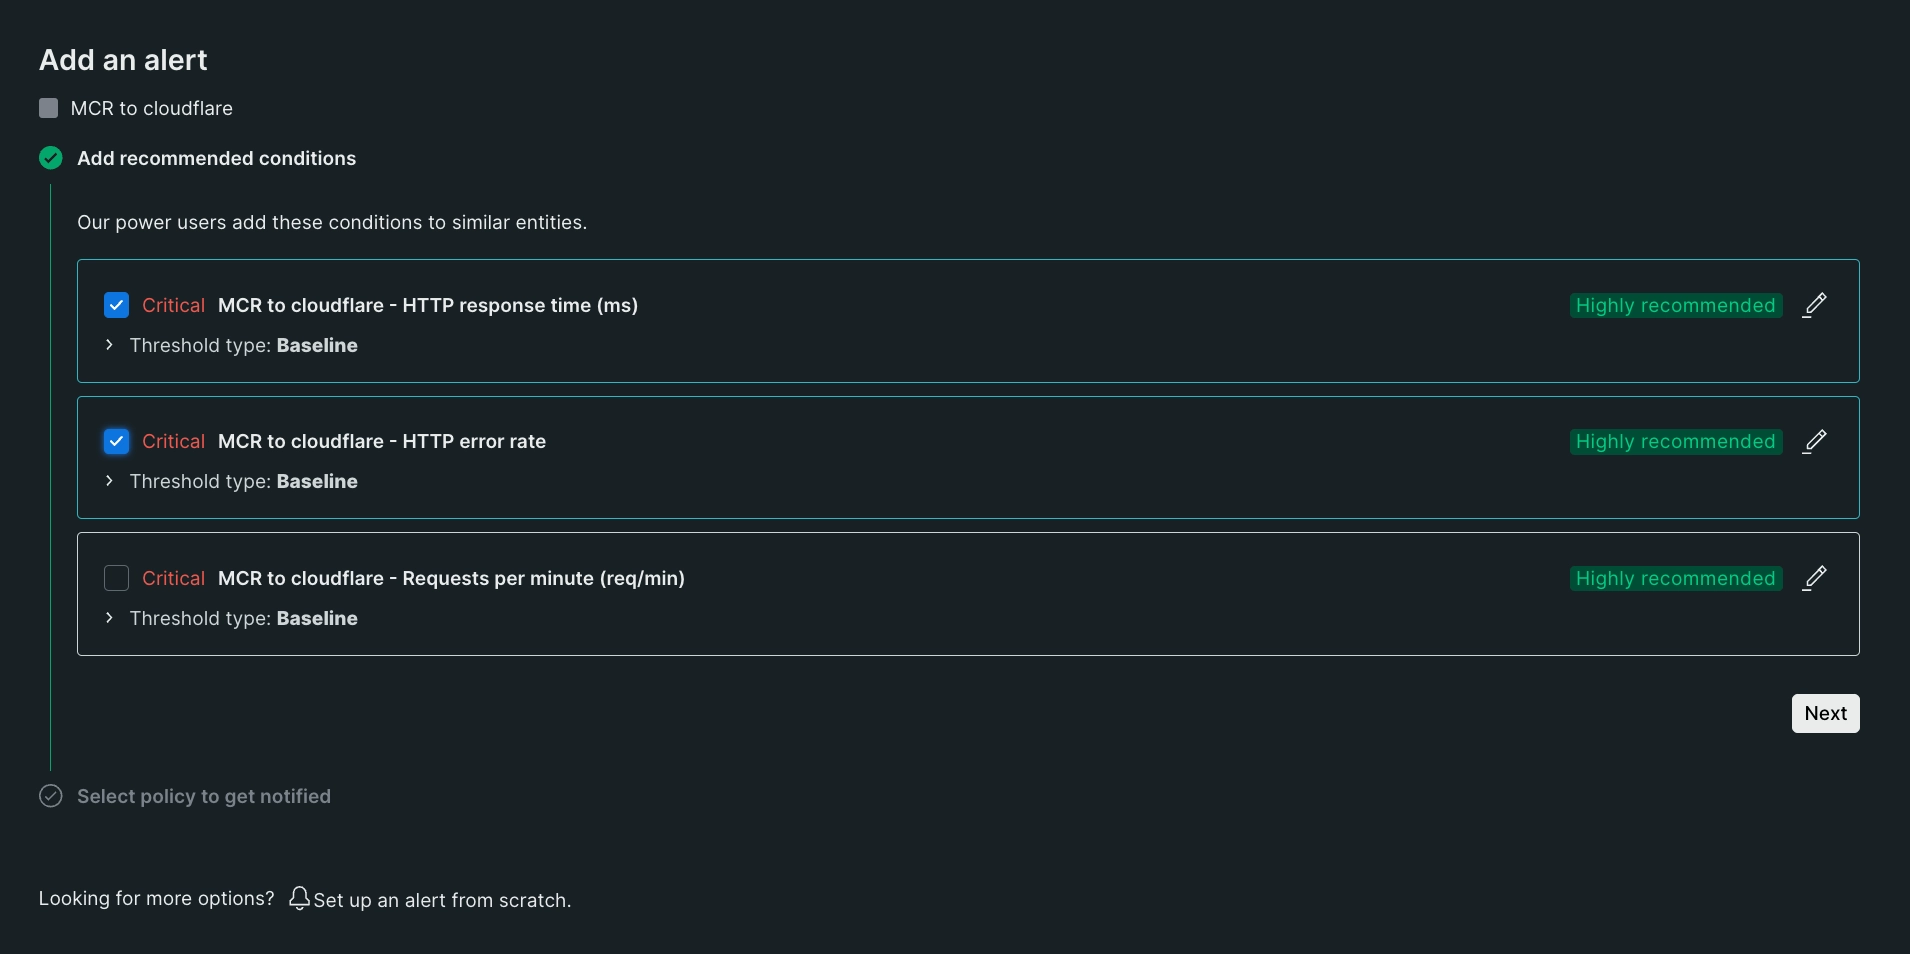 Add an alert
MCR to cloudflare
Add recommended conditions
Our power users add these conditions to similar entities.
Critical MCR to cloudflare - HTTP response time (ms) Highly recommended
Threshold type: Baseline
Critical MCR to cloudflare - HTTP error rate Highly recommended
Threshold type: Baseline
Critical MCR to cloudflare - Requests per minute (req/min) Highly recommended
Threshold type: Baseline
Next
Select policy to get notified
Looking for more options? Set up an alert from scratch.